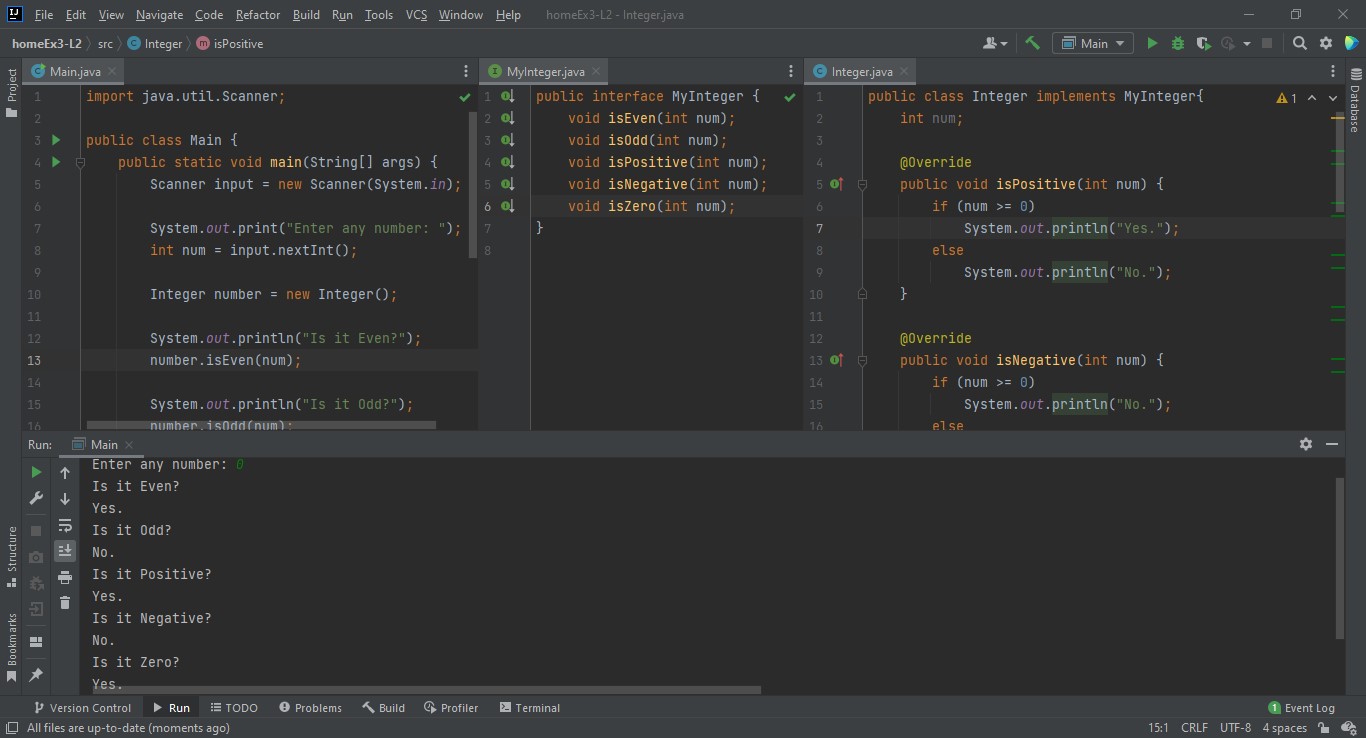 File Edit View Navigate Code Refactor Build Run Tools VCS Window Help homeEx3-L2 - Integer.java
homeEx3-L2 src Integer isPositive Main
Project
Structure
Bookmarks
Database
Main.java
1 import java.util.Scanner;
2
3 public class Main {
4 public static void main(String[] args) {
5 Scanner input = new Scanner(System.in);
6
7 System.out.print("Enter any number: ");
8 int num = input.nextInt();
9
10 Integer number = new Integer();
11
12 System.out.println("Is it Even?");
13 number.isEven(num);
14
15 System.out.println("Is it Odd?");
16 number.isOdd(num);
MyInteger.java
1 public interface MyInteger {
2 void isEven(int num);
3 void isOdd(int num);
4 void isPositive(int num);
5 void isNegative(int num);
6 void isZero(int num);
7 }
8
Integer.java
1 public class Integer implements MyInteger{ 1
2 int num;
3
4 @Override
5 public void isPositive(int num) {
6 if (num >= 0)
7 System.out.println("Yes.");
8 else
9 System.out.println("No.");
10 }
11
12 @Override
13 public void isNegative(int num) {
14 if (num >= 0)
15 System.out.println("No.");
16 else
Run: Main
Enter any number: 0
Is it Even?
Yes.
Is it Odd?
No.
Is it Positive?
Yes.
Is it Negative?
No.
Is it Zero?
Yes.
Version Control Run TODO Problems Build Profiler Terminal 1 Event Log
All files are up-to-date (moments ago) 15:1 CRLF UTF-8 4 spaces